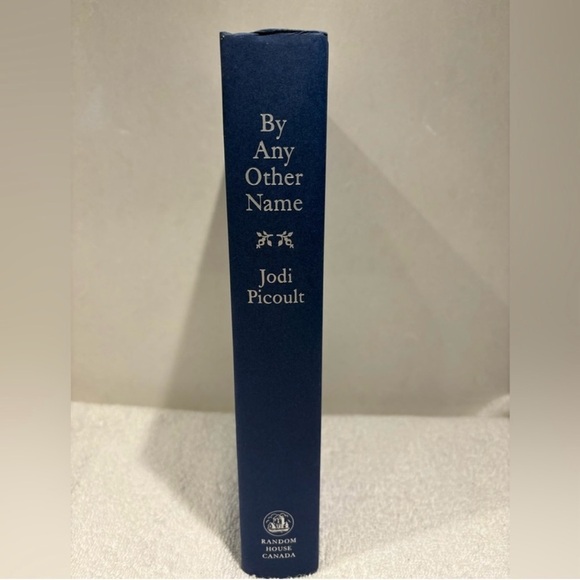 By
Any
Other
Name
Jodi
Picoult
RANDOM
HOUSE
CANADA